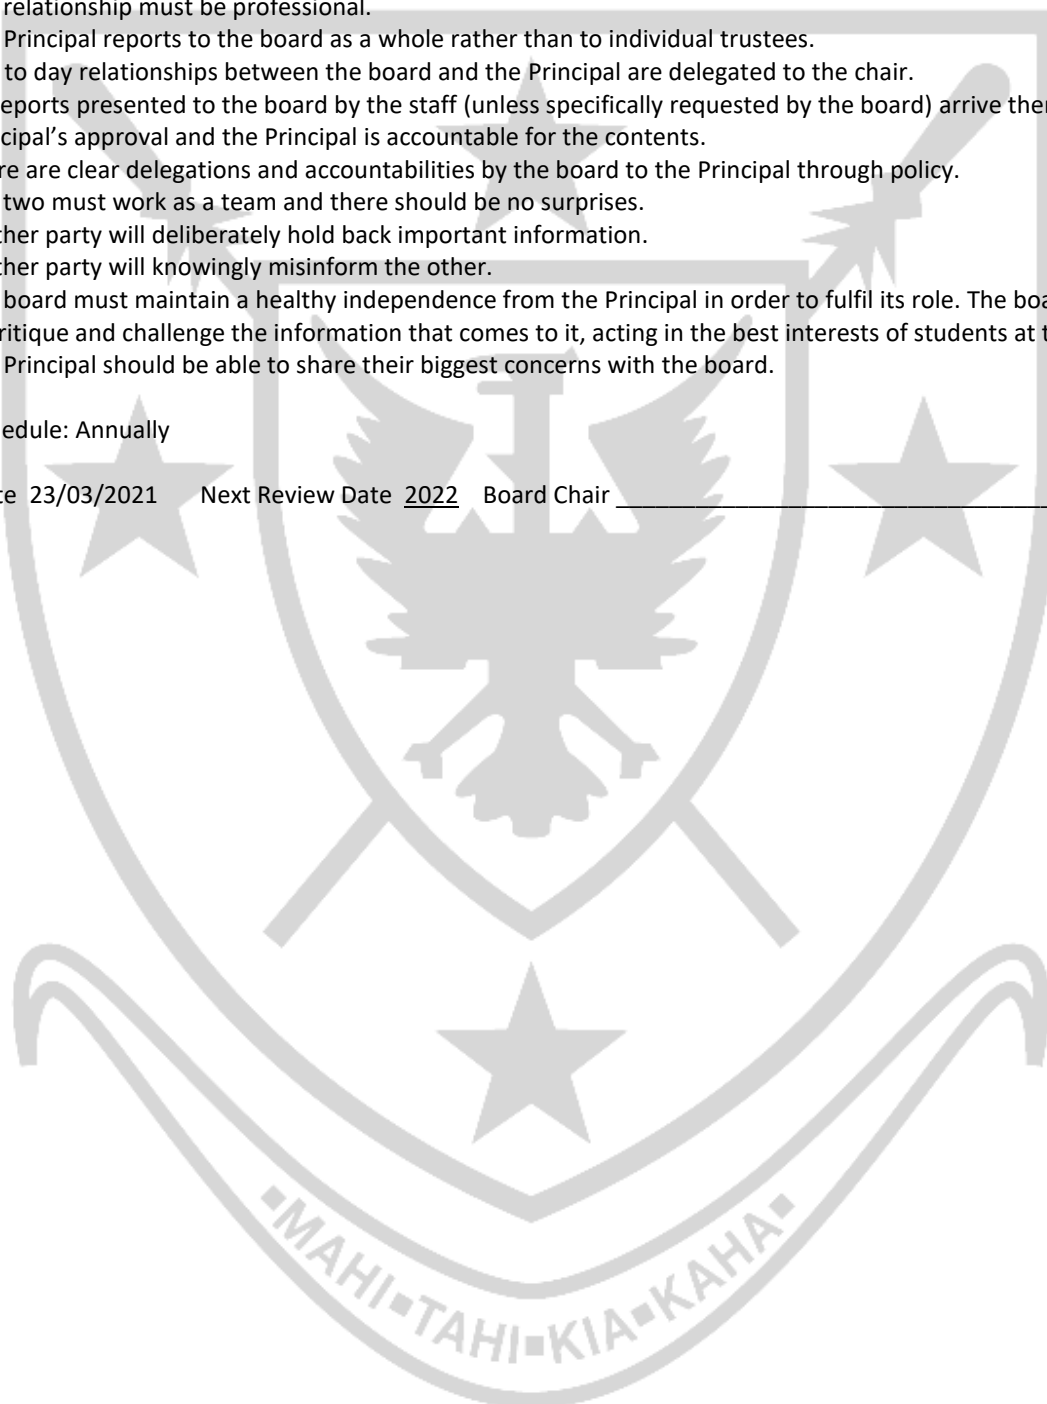 relationship must be professional.
Principal reports to the board as a whole rather than to individual trustees.
to day relationships between the board and the Principal are delegated to the chair.
eports presented to the board by the staff (unless specifically requested by the board) arrive there
cipal’s approval and the Principal is accountable for the contents.
re are clear delegations and accountabilities by the board to the Principal through policy.
two must work as a team and there should be no surprises.
ther party will deliberately hold back important information.
ther party will knowingly misinform the other.
board must maintain a healthy independence from the Principal in order to fulfil its role. The boa
ritique and challenge the information that comes to it, acting in the best interests of students at t
Principal should be able to share their biggest concerns with the board.
edule: Annually
te 23/03/2021 Next Review Date 2022 Board Chair
▪MAHI▪TAHI▪KIA▪KAHA▪